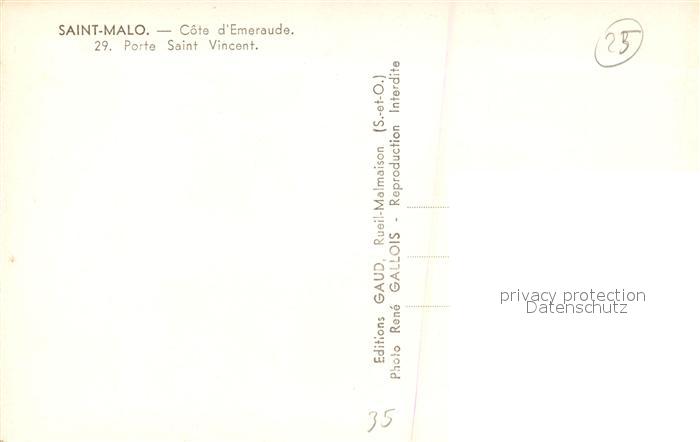 SAINT-MALO. — Côte d'Emeraude.
29. Porte Saint Vincent.
25
Editions GAUD, Rueil-Malmaison (S.-et-O.)
Photo René GALLOIS - Reproduction Interdite
privacy protection
Datenschutz
35